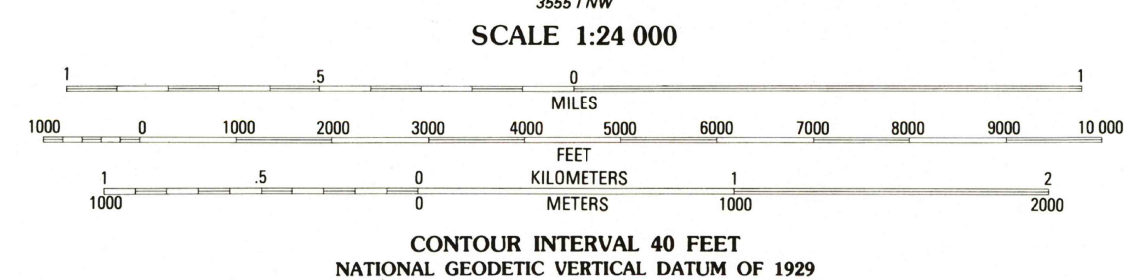 3555 I NW
SCALE 1:24 000
1 .5 0 1
MILES
1000 0 1000 2000 3000 4000 5000 6000 7000 8000 9000 10 000
FEET
1 .5 0 KILOMETERS 1 2
1000 0 METERS 1000 2000
CONTOUR INTERVAL 40 FEET
NATIONAL GEODETIC VERTICAL DATUM OF 1929